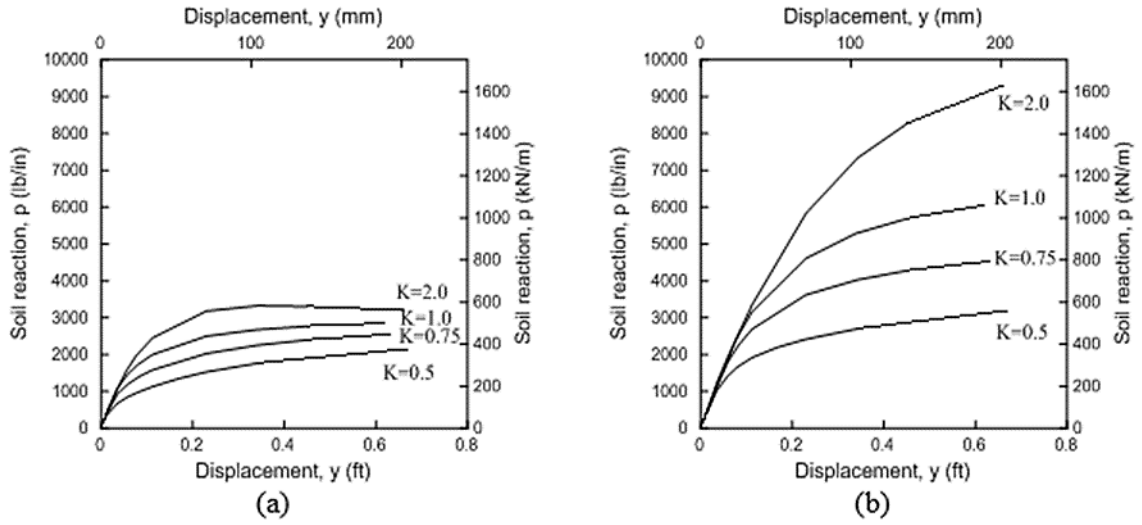 Displacement, y (mm)
0 100 200
Soil reaction, p (lb/in)
10000
9000
8000
7000
6000
5000
4000
3000
2000
1000
0
K=2.0
K=1.0
K=0.75
K=0.5
1600
1400
1200
1000
800
600
400
200
0
Soil reaction, p (kN/m)
0 0.2 0.4 0.6 0.8
Displacement, y (ft)
(a)
Displacement, y (mm)
0 100 200
Soil reaction, p (lb/in)
10000
9000
8000
7000
6000
5000
4000
3000
2000
1000
0
K=2.0
K=1.0
K=0.75
K=0.5
1600
1400
1200
1000
800
600
400
200
0
Soil reaction, p (kN/m)
0 0.2 0.4 0.6 0.8
Displacement, y (ft)
(b)